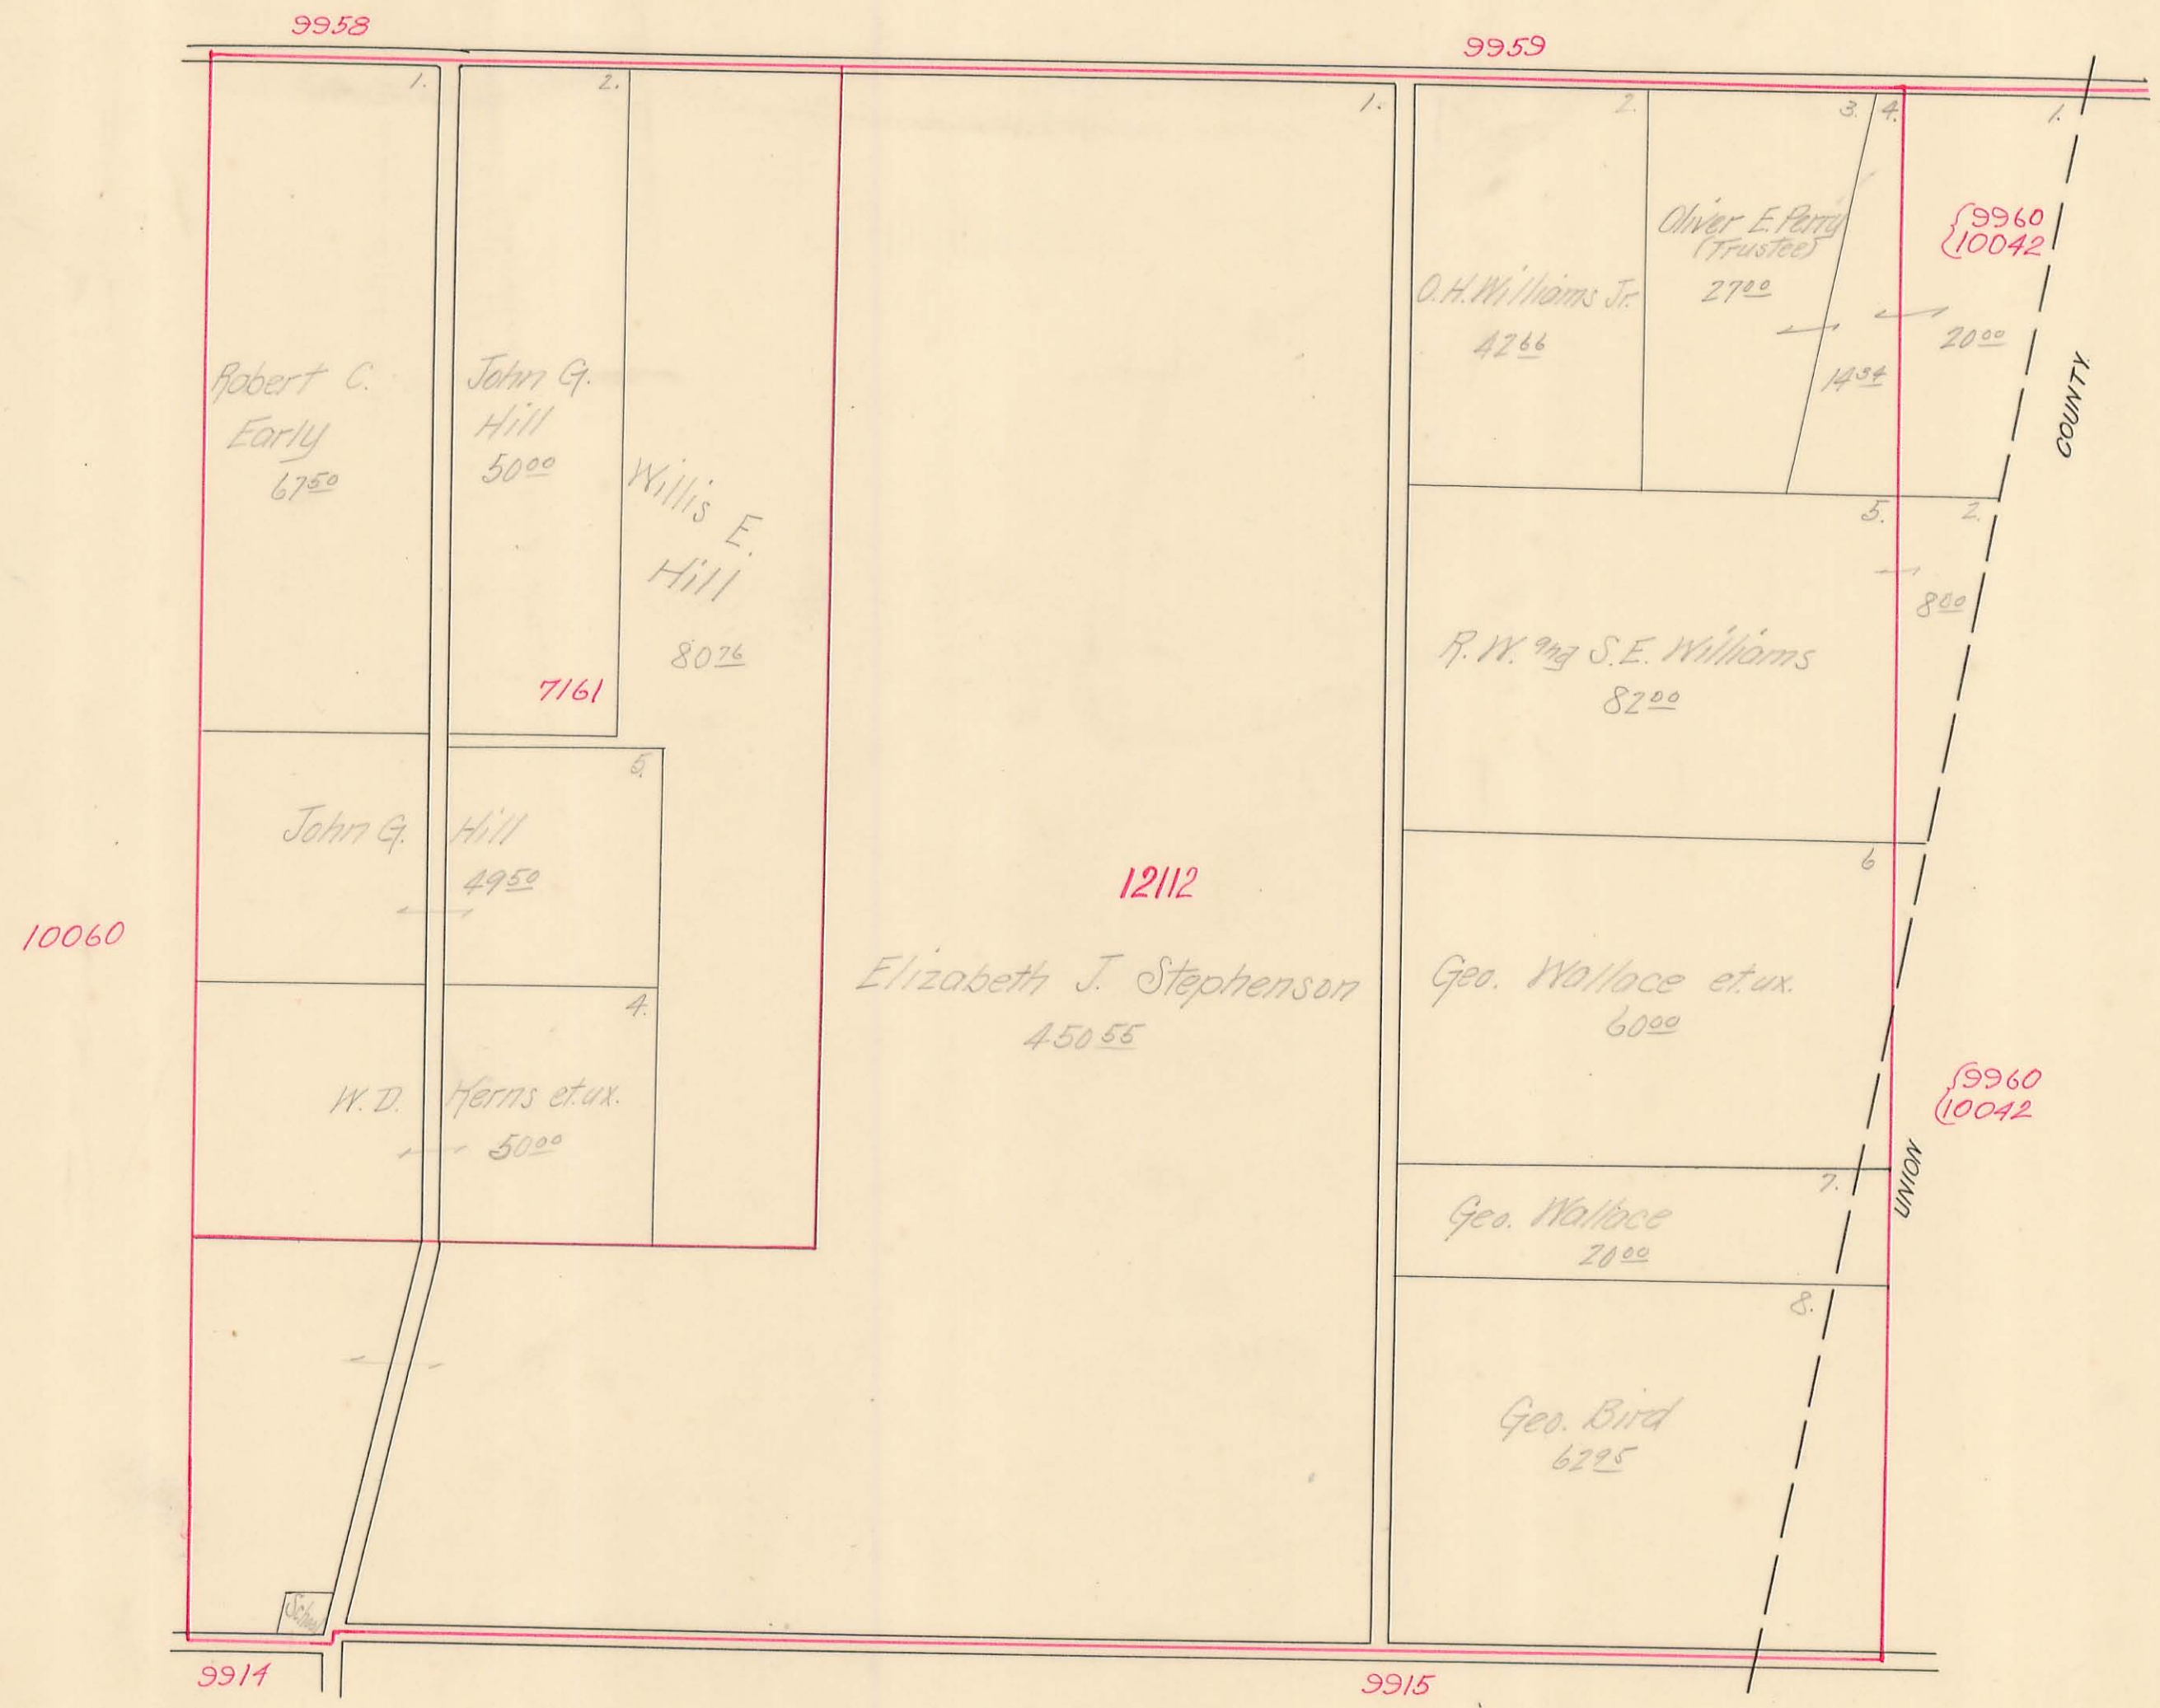 9958
9959
1.
2.
1.
2.
3.
4.
1.
{9960
{10042
Oliver E. Perry
(Trustee)
27 00
O.H. Williams Jr.
42 66
14 34
20 00
COUNTY
Robert C.
Early
67 50
John G.
Hill
50 00
Willis E.
Hill
80 76
7161
5.
2.
8 00
R.W. and S.E. Williams
82 00
5.
John G. Hill
49 50
6
12112
10060
Elizabeth J. Stephenson
450 55
Geo. Wallace et.ux.
60 00
4.
W.D. Kerns et.ux.
50 00
{9960
{10042
UNION
7.
Geo. Wallace
20 00
8.
Geo. Bird
62 95
School
9914
9915